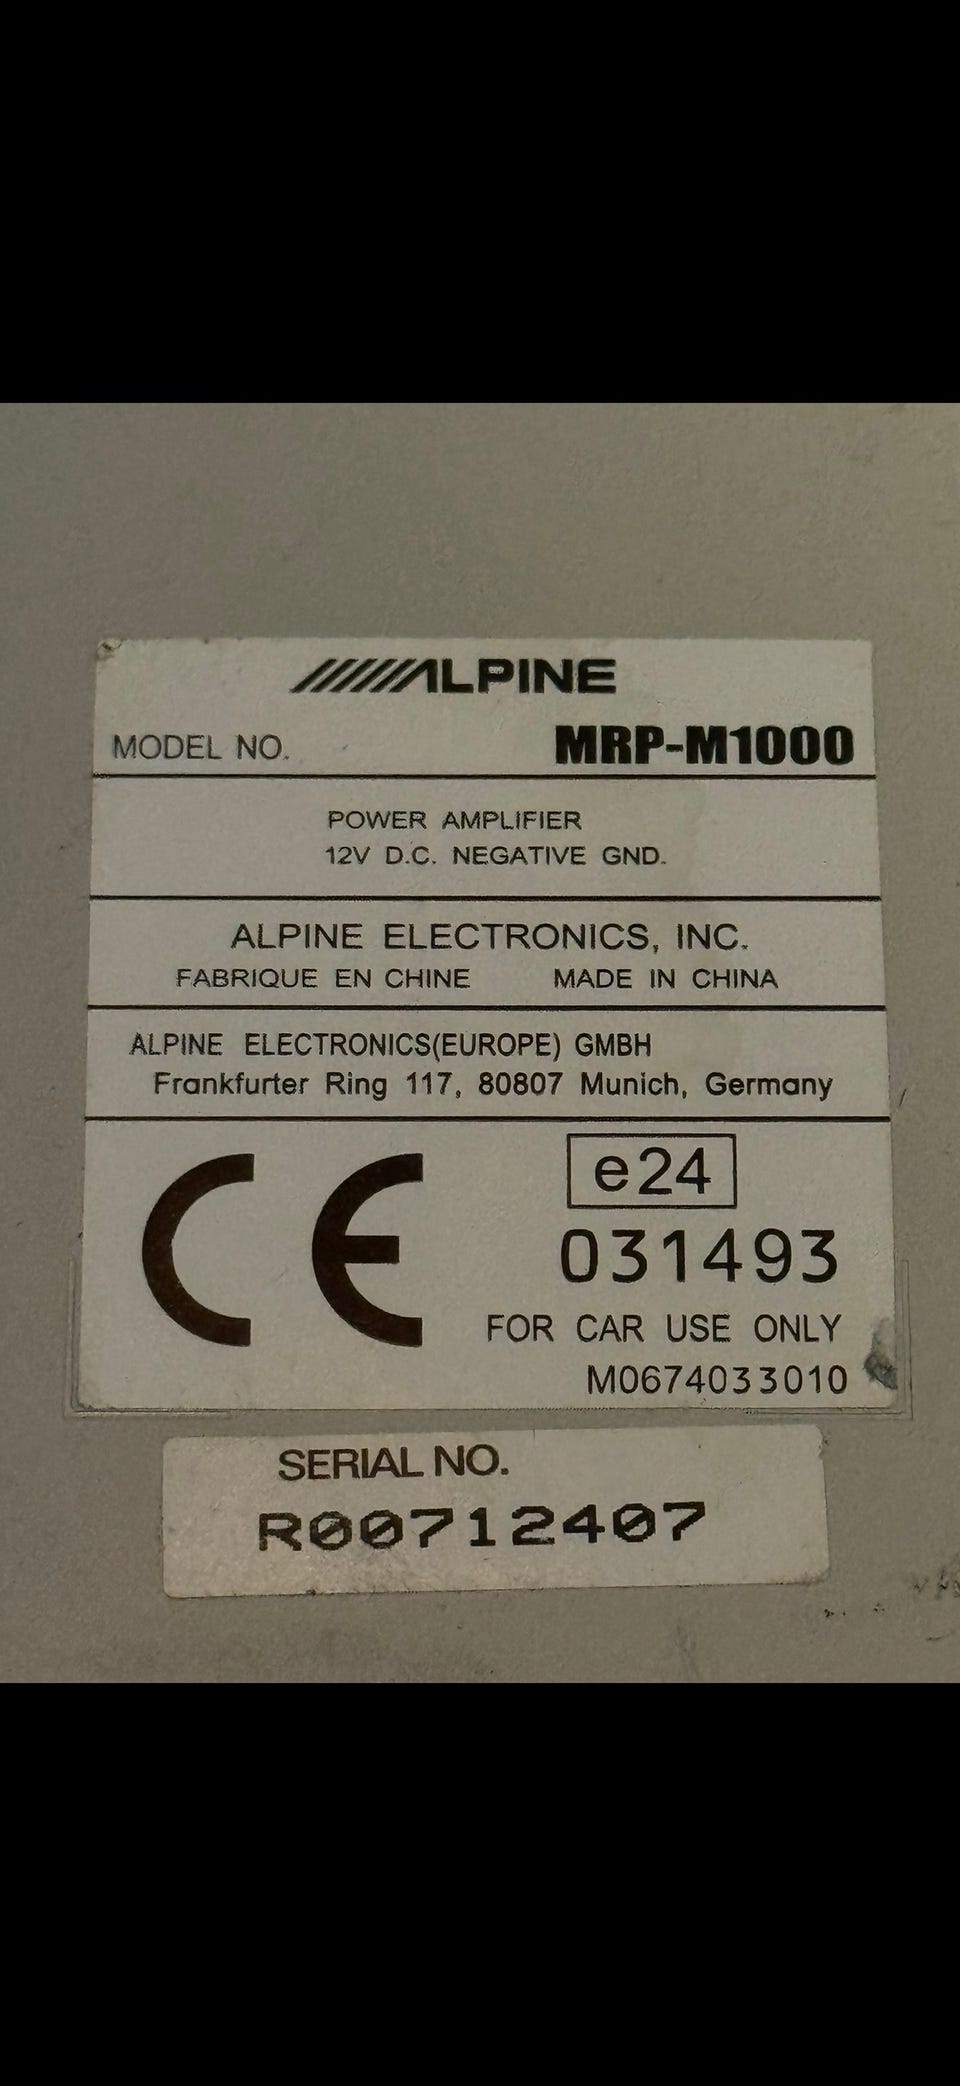 ALPINE
MODEL NO. MRP-M1000
POWER AMPLIFIER
12V D.C. NEGATIVE GND.
ALPINE ELECTRONICS, INC.
FABRIQUE EN CHINE MADE IN CHINA
ALPINE ELECTRONICS(EUROPE) GMBH
Frankfurter Ring 117, 80807 Munich, Germany
CE e24
031493
FOR CAR USE ONLY
M0674033010
SERIAL NO.
R00712407